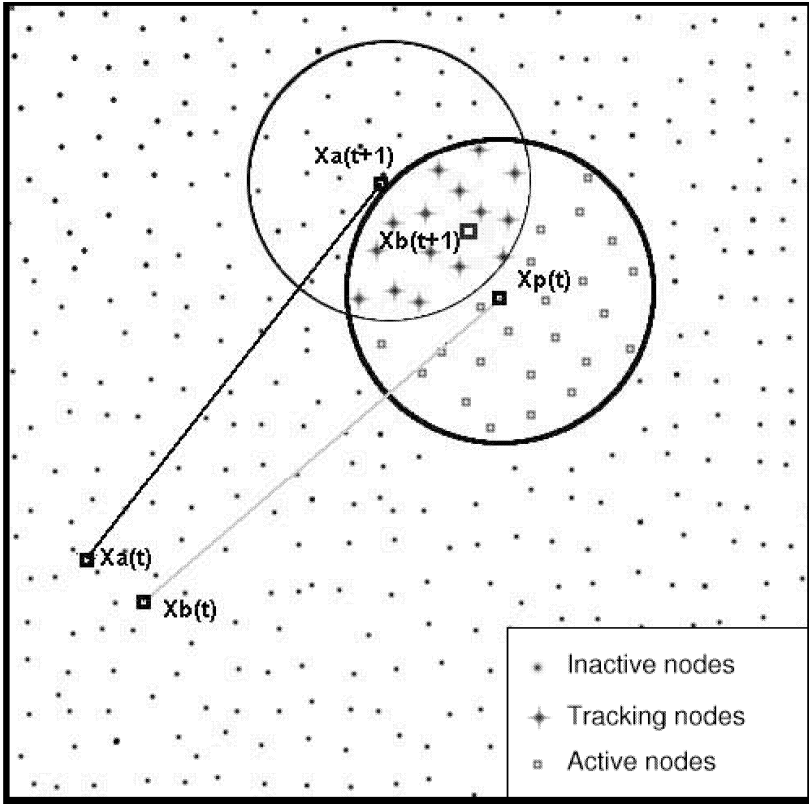 Xa(t+1)
Xb(t+1)
Xp(t)
Xa(t)
Xb(t)
Inactive nodes
Tracking nodes
Active nodes